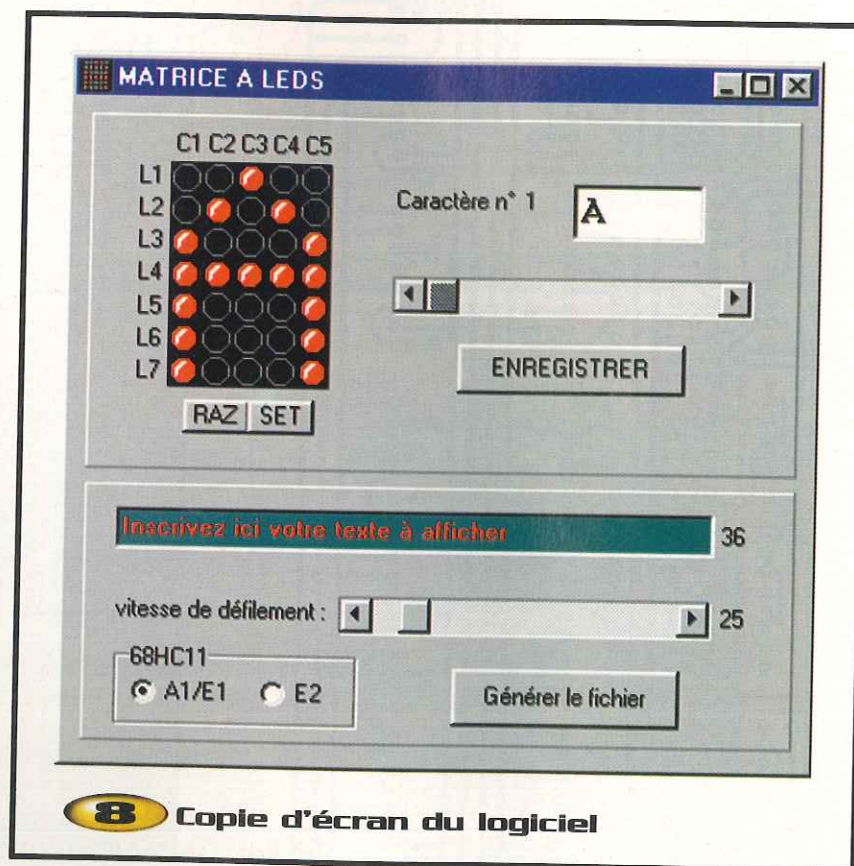 MATRICE A LEDS
C1 C2 C3 C4 C5
L1
L2
L3
L4
L5
L6
L7
RAZ SET
Caractère n° 1 A
ENREGISTRER
Inscrivez ici votre texte à afficher 36
vitesse de défilement : 25
68HC11
A1/E1 E2
Générer le fichier
8 Copie d'écran du logiciel